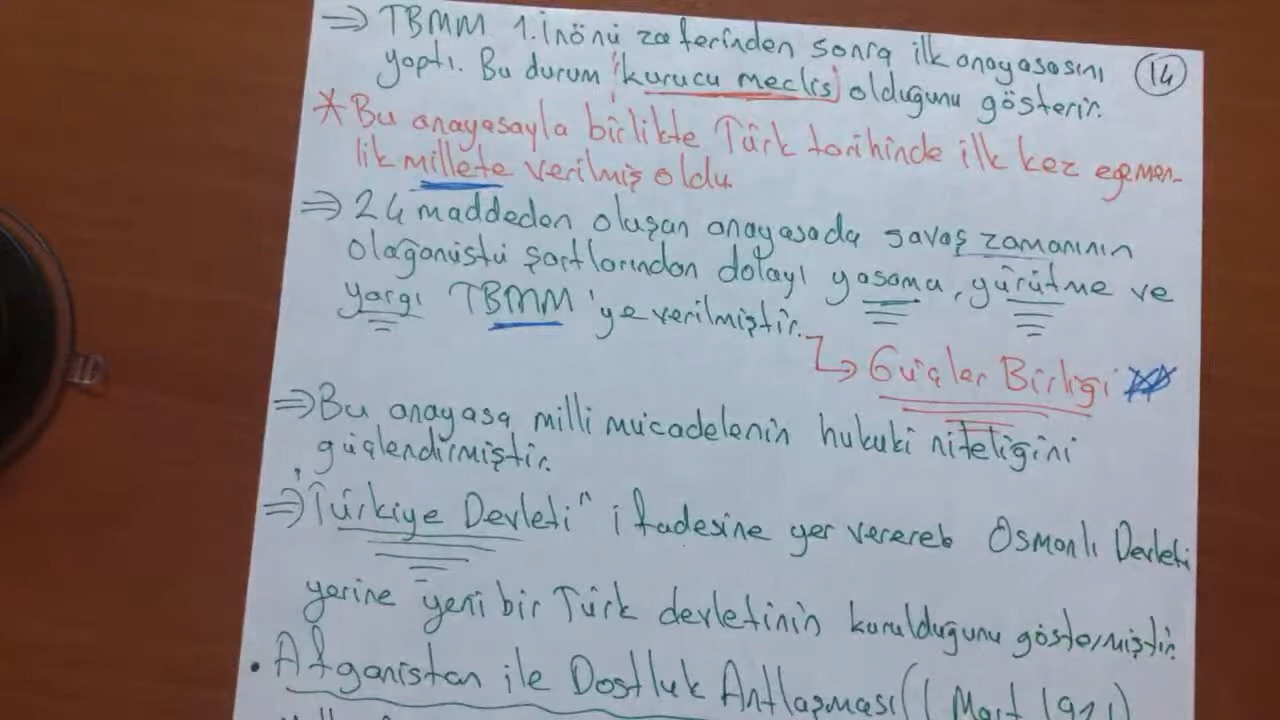 ⇒ TBMM 1. İnönü zaferinden sonra ilk anayasasını
yaptı. Bu durum "kurucu meclis" olduğunu gösterir.
14
* Bu anayasayla birlikte Türk tarihinde ilk kez egemen-
lik millete verilmiş oldu.
⇒ 24 maddeden oluşan anayasada savaş zamanının
olağanüstü şartlarından dolayı yasama, yürütme ve
yargı TBMM'ye verilmiştir.
↳ Güçler Birliği
⇒ Bu anayasa milli mücadelenin hukuki niteliğini
güçlendirmiştir.
⇒ "Türkiye Devleti" ifadesine yer vererek Osmanlı Devleti
yerine yeni bir Türk devletinin kurulduğunu göstermiştir.
• Afganistan ile Dostluk Antlaşması (1 Mart 1921)